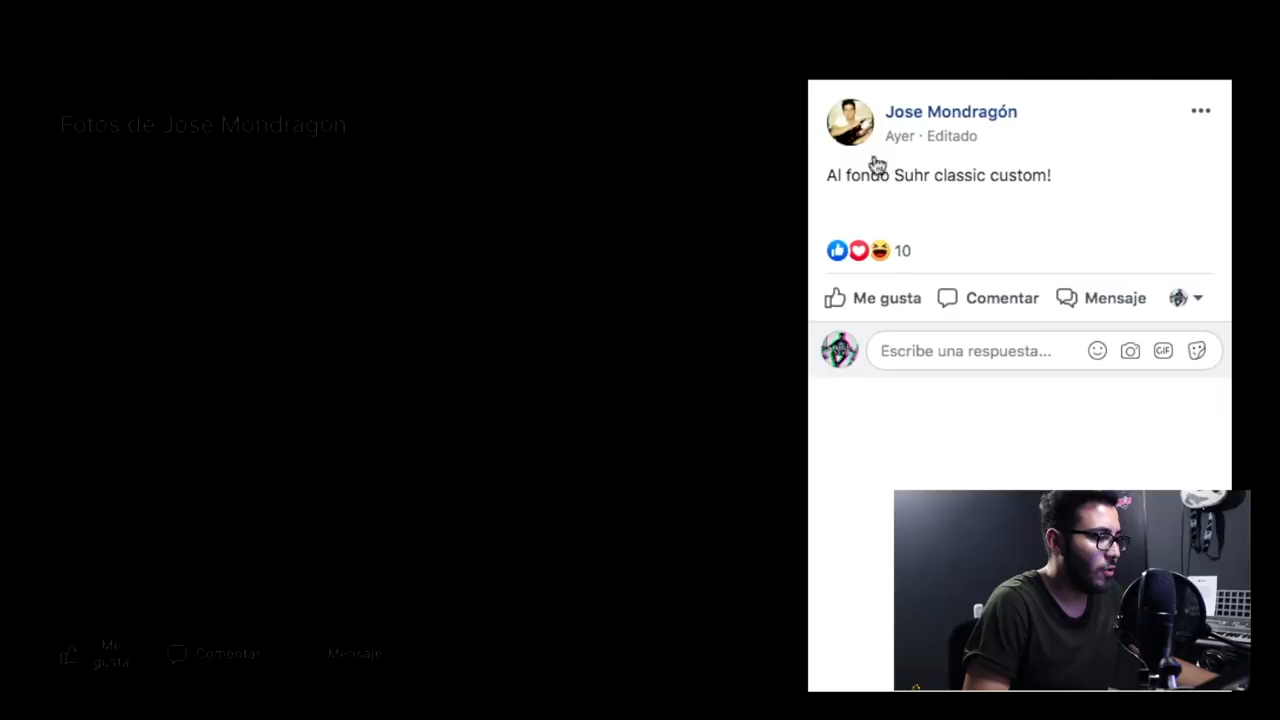 Fotos de Jose Mondragon
Me
gusta
Comentar
Mensaje
Jose Mondragón
Ayer · Editado
Al fondo Suhr classic custom!
10
Me gusta
Comentar
Mensaje
Escribe una respuesta...
GIF